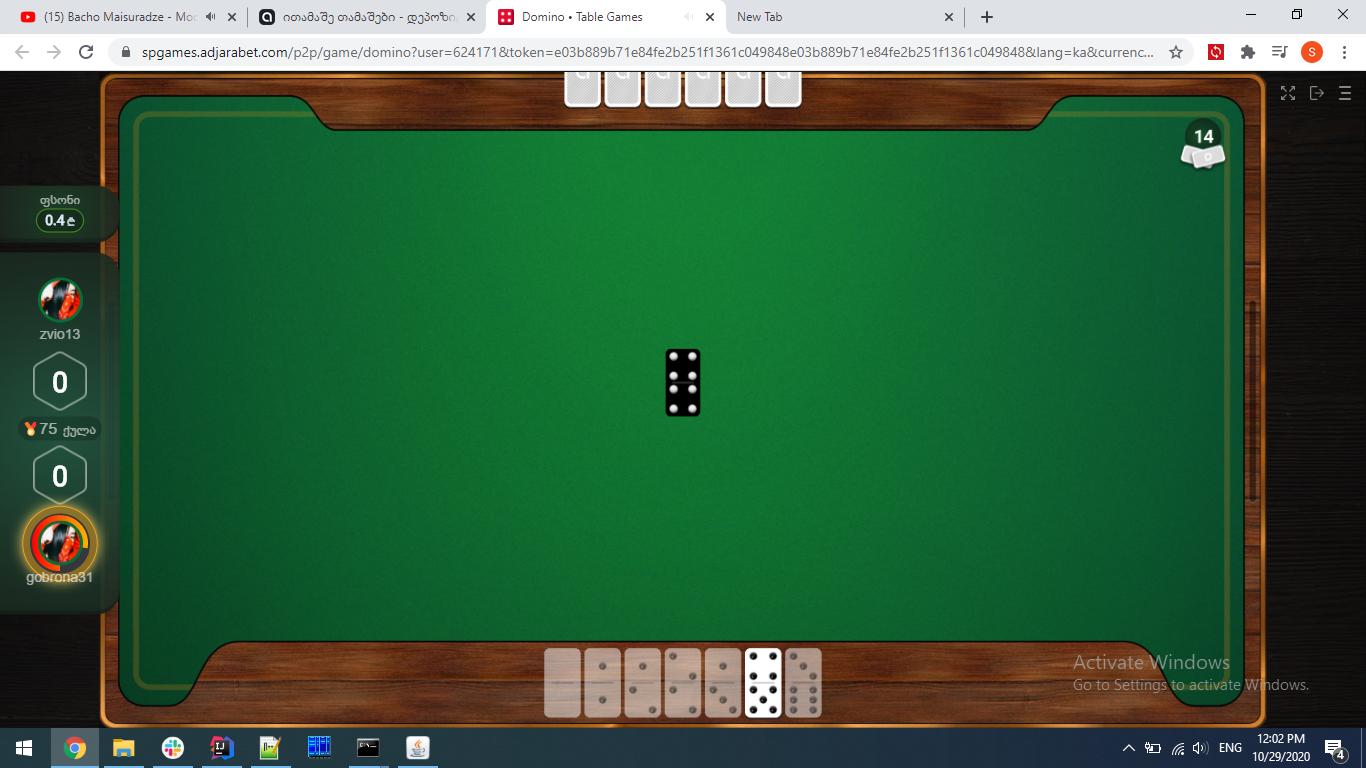 (15) Bacho Maisuradze - Moc
ითამაშე თამაშები - დეპოზი
Domino • Table Games
New Tab
spgames.adjarabet.com/p2p/game/domino?user=624171&token=e03b889b71e84fe2b251f1361c049848e03b889b71e84fe2b251f1361c049848&lang=ka&currenc...
S
14
ფსონი
0.4₾
zvio13
0
75 ქულა
0
gobrona31
Activate Windows
Go to Settings to activate Windows.
ENG
12:02 PM
10/29/2020
4